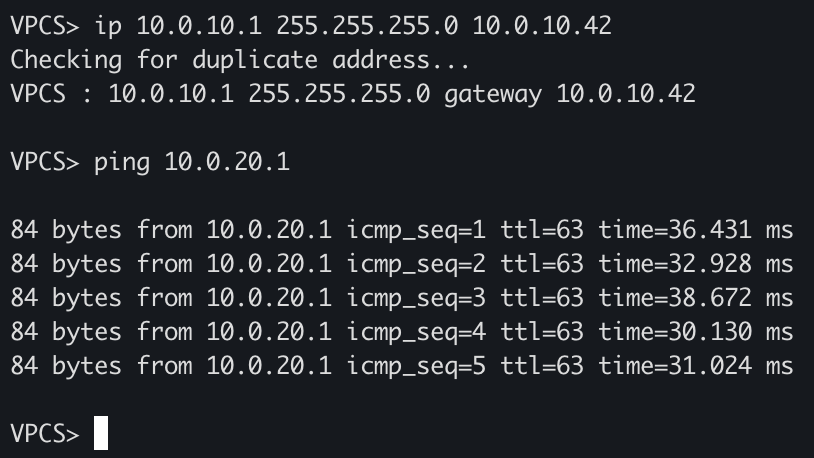 VPCS> ip 10.0.10.1 255.255.255.0 10.0.10.42
Checking for duplicate address...
VPCS : 10.0.10.1 255.255.255.0 gateway 10.0.10.42
VPCS> ping 10.0.20.1
84 bytes from 10.0.20.1 icmp_seq=1 ttl=63 time=36.431 ms
84 bytes from 10.0.20.1 icmp_seq=2 ttl=63 time=32.928 ms
84 bytes from 10.0.20.1 icmp_seq=3 ttl=63 time=38.672 ms
84 bytes from 10.0.20.1 icmp_seq=4 ttl=63 time=30.130 ms
84 bytes from 10.0.20.1 icmp_seq=5 ttl=63 time=31.024 ms
VPCS>